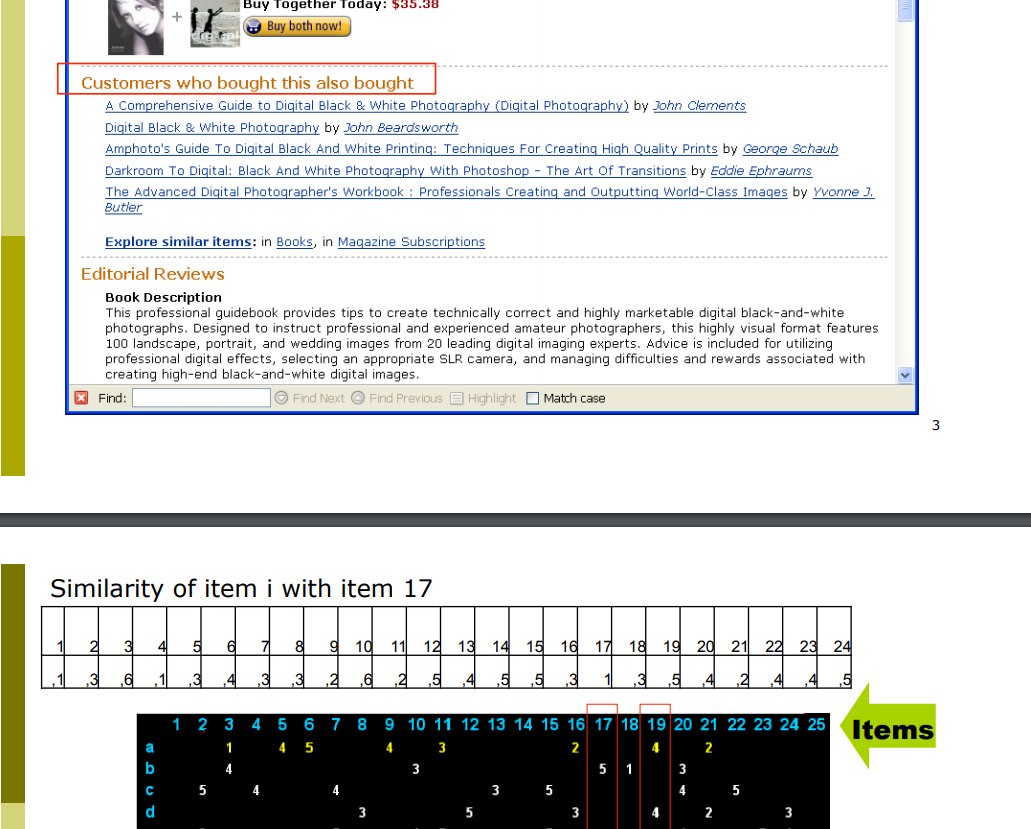 Buy Together Today: $35.38
+
Buy both now!
Customers who bought this also bought
A Comprehensive Guide to Digital Black & White Photography (Digital Photography) by John Clements
Digital Black & White Photography by John Beardsworth
Amphoto's Guide To Digital Black And White Printing: Techniques For Creating High Quality Prints by George Schaub
Darkroom To Digital: Black And White Photography With Photoshop - The Art Of Transitions by Eddie Ephraums
The Advanced Digital Photographer's Workbook : Professionals Creating and Outputting World-Class Images by Yvonne J.
Butler
Explore similar items: in Books, in Magazine Subscriptions
Editorial Reviews
Book Description
This professional guidebook provides tips to create technically correct and highly marketable digital black-and-white
photographs. Designed to instruct professional and experienced amateur photographers, this highly visual format features
100 landscape, portrait, and wedding images from 20 leading digital imaging experts. Advice is included for utilizing
professional digital effects, selecting an appropriate SLR camera, and managing difficulties and rewards associated with
creating high-end black-and-white digital images.
Find: Find Next Find Previous Highlight Match case
3
Similarity of item i with item 17
1 2 3 4 5 6 7 8 9 10 11 12 13 14 15 16 17 18 19 20 21 22 23 24
,1 ,3 ,6 ,1 ,3 ,4 ,3 ,3 ,2 ,6 ,2 ,5 ,4 ,5 ,5 ,3 1 ,3 ,5 ,4 ,2 ,4 ,4 ,5
1 2 3 4 5 6 7 8 9 10 11 12 13 14 15 16 17 18 19 20 21 22 23 24 25
Items
a 1 4 5 4 3 2 4 2
b 4 3 5 1 3
c 5 4 4 3 5 4 5
d 3 5 3 4 2 3